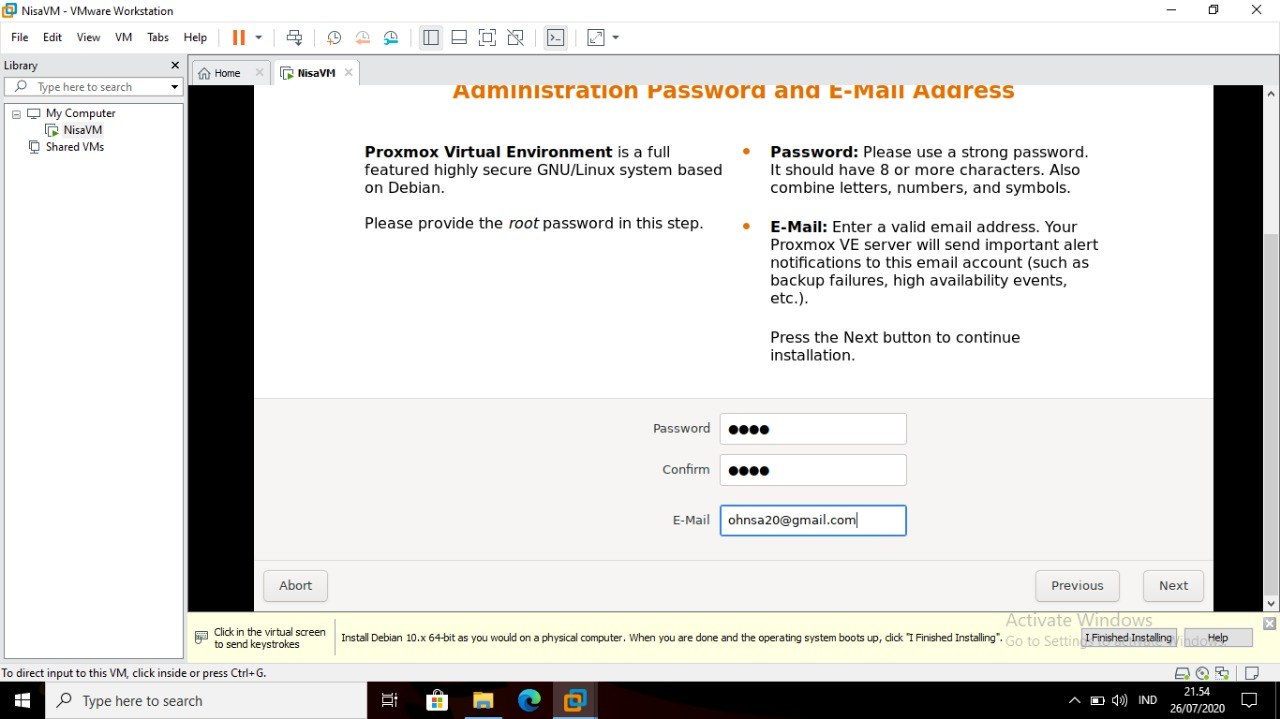 NisaVM - VMware Workstation
File Edit View VM Tabs Help
Library
Type here to search
My Computer
NisaVM
Shared VMs
Home
NisaVM
Administration Password and E-Mail Address
Proxmox Virtual Environment is a full
featured highly secure GNU/Linux system based
on Debian.
Please provide the root password in this step.
Password: Please use a strong password.
It should have 8 or more characters. Also
combine letters, numbers, and symbols.
E-Mail: Enter a valid email address. Your
Proxmox VE server will send important alert
notifications to this email account (such as
backup failures, high availability events,
etc.).
Press the Next button to continue
installation.
Password ●●●●
Confirm ●●●●
E-Mail ohnsa20@gmail.com
Abort Previous Next
Click in the virtual screen
to send keystrokes
Install Debian 10.x 64-bit as you would on a physical computer. When you are done and the operating system boots up, click "I Finished Installing".
I Finished Installing Help
Activate Windows
Go to Settings to activate Windows.
To direct input to this VM, click inside or press Ctrl+G.
Type here to search
IND
21.54
26/07/2020